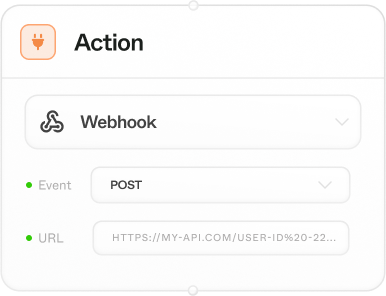 Action
Webhook
Event
POST
URL
HTTPS://MY-API.COM/USER-ID%20-22...